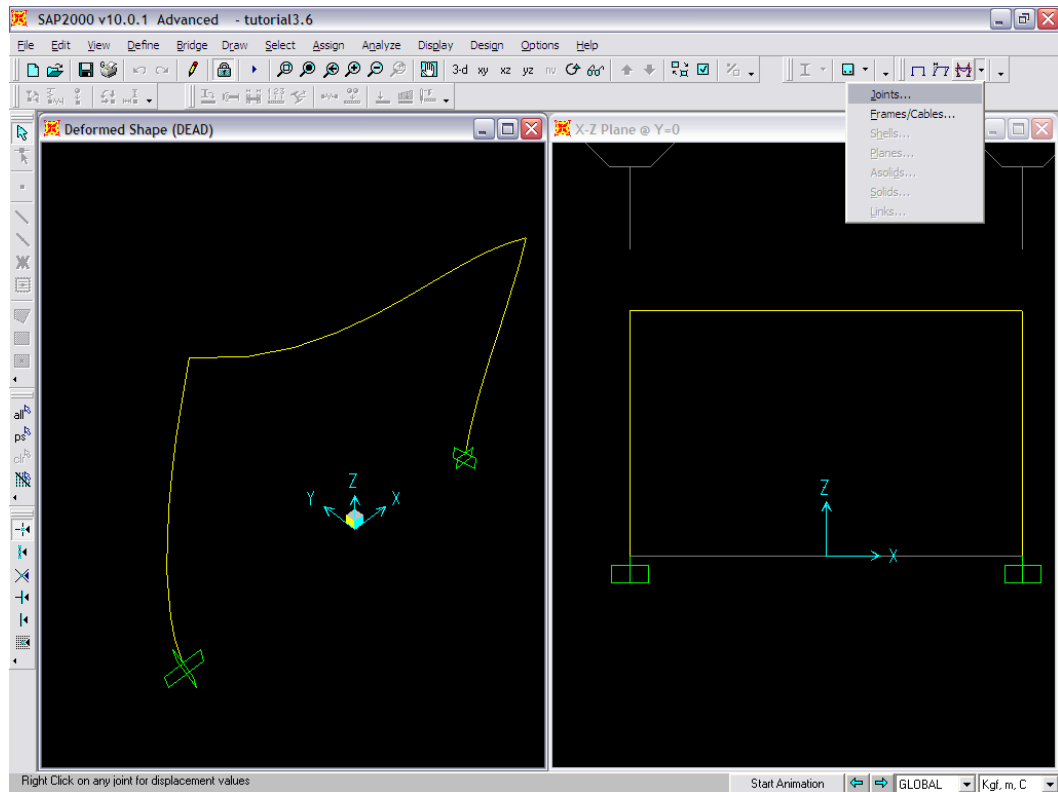 SAP2000 v10.0.1 Advanced - tutorial3.6
File Edit View Define Bridge Draw Select Assign Analyze Display Design Options Help
3-d xy xz yz nv
Joints...
Frames/Cables...
Shells...
Planes...
Asolids...
Solids...
Links...
Deformed Shape (DEAD)
X-Z Plane @ Y=0
all
ps
clr
Z
Y X
Z
X
Right Click on any joint for displacement values
Start Animation GLOBAL Kgf, m, C